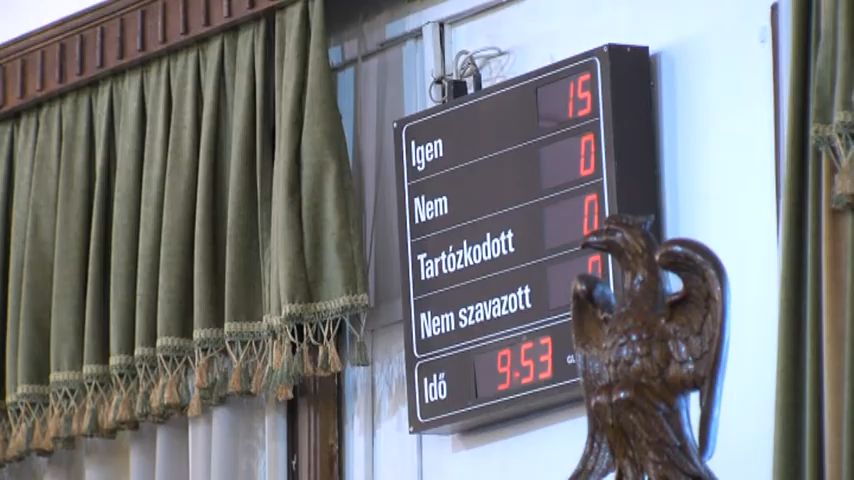 Igen 15
Nem 0
Tartózkodott 0
Nem szavazott 0
Idő 9.53